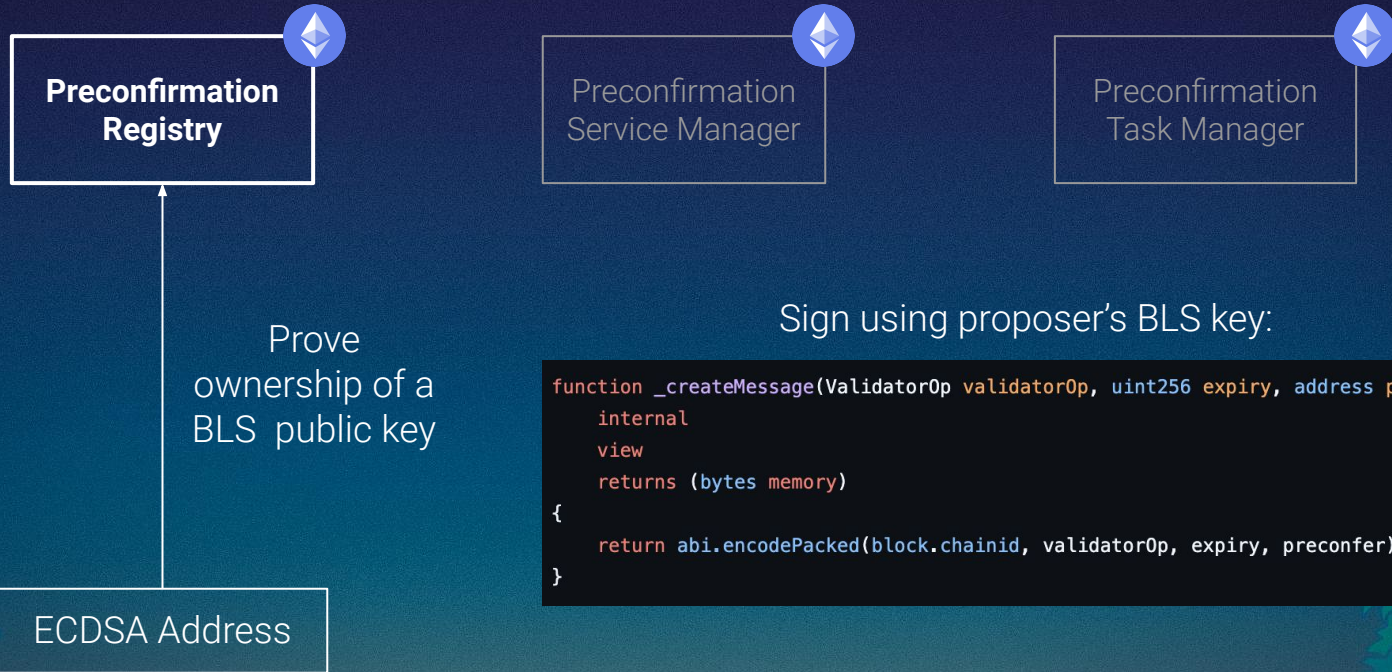 Preconfirmation
Registry
Preconfirmation
Service Manager
Preconfirmation
Task Manager
Prove
ownership of a
BLS public key
Sign using proposer's BLS key:
function _createMessage(ValidatorOp validatorOp, uint256 expiry, address
    internal
    view
    returns (bytes memory)
{
    return abi.encodePacked(block.chainid, validatorOp, expiry, preconfer)
}
ECDSA Address